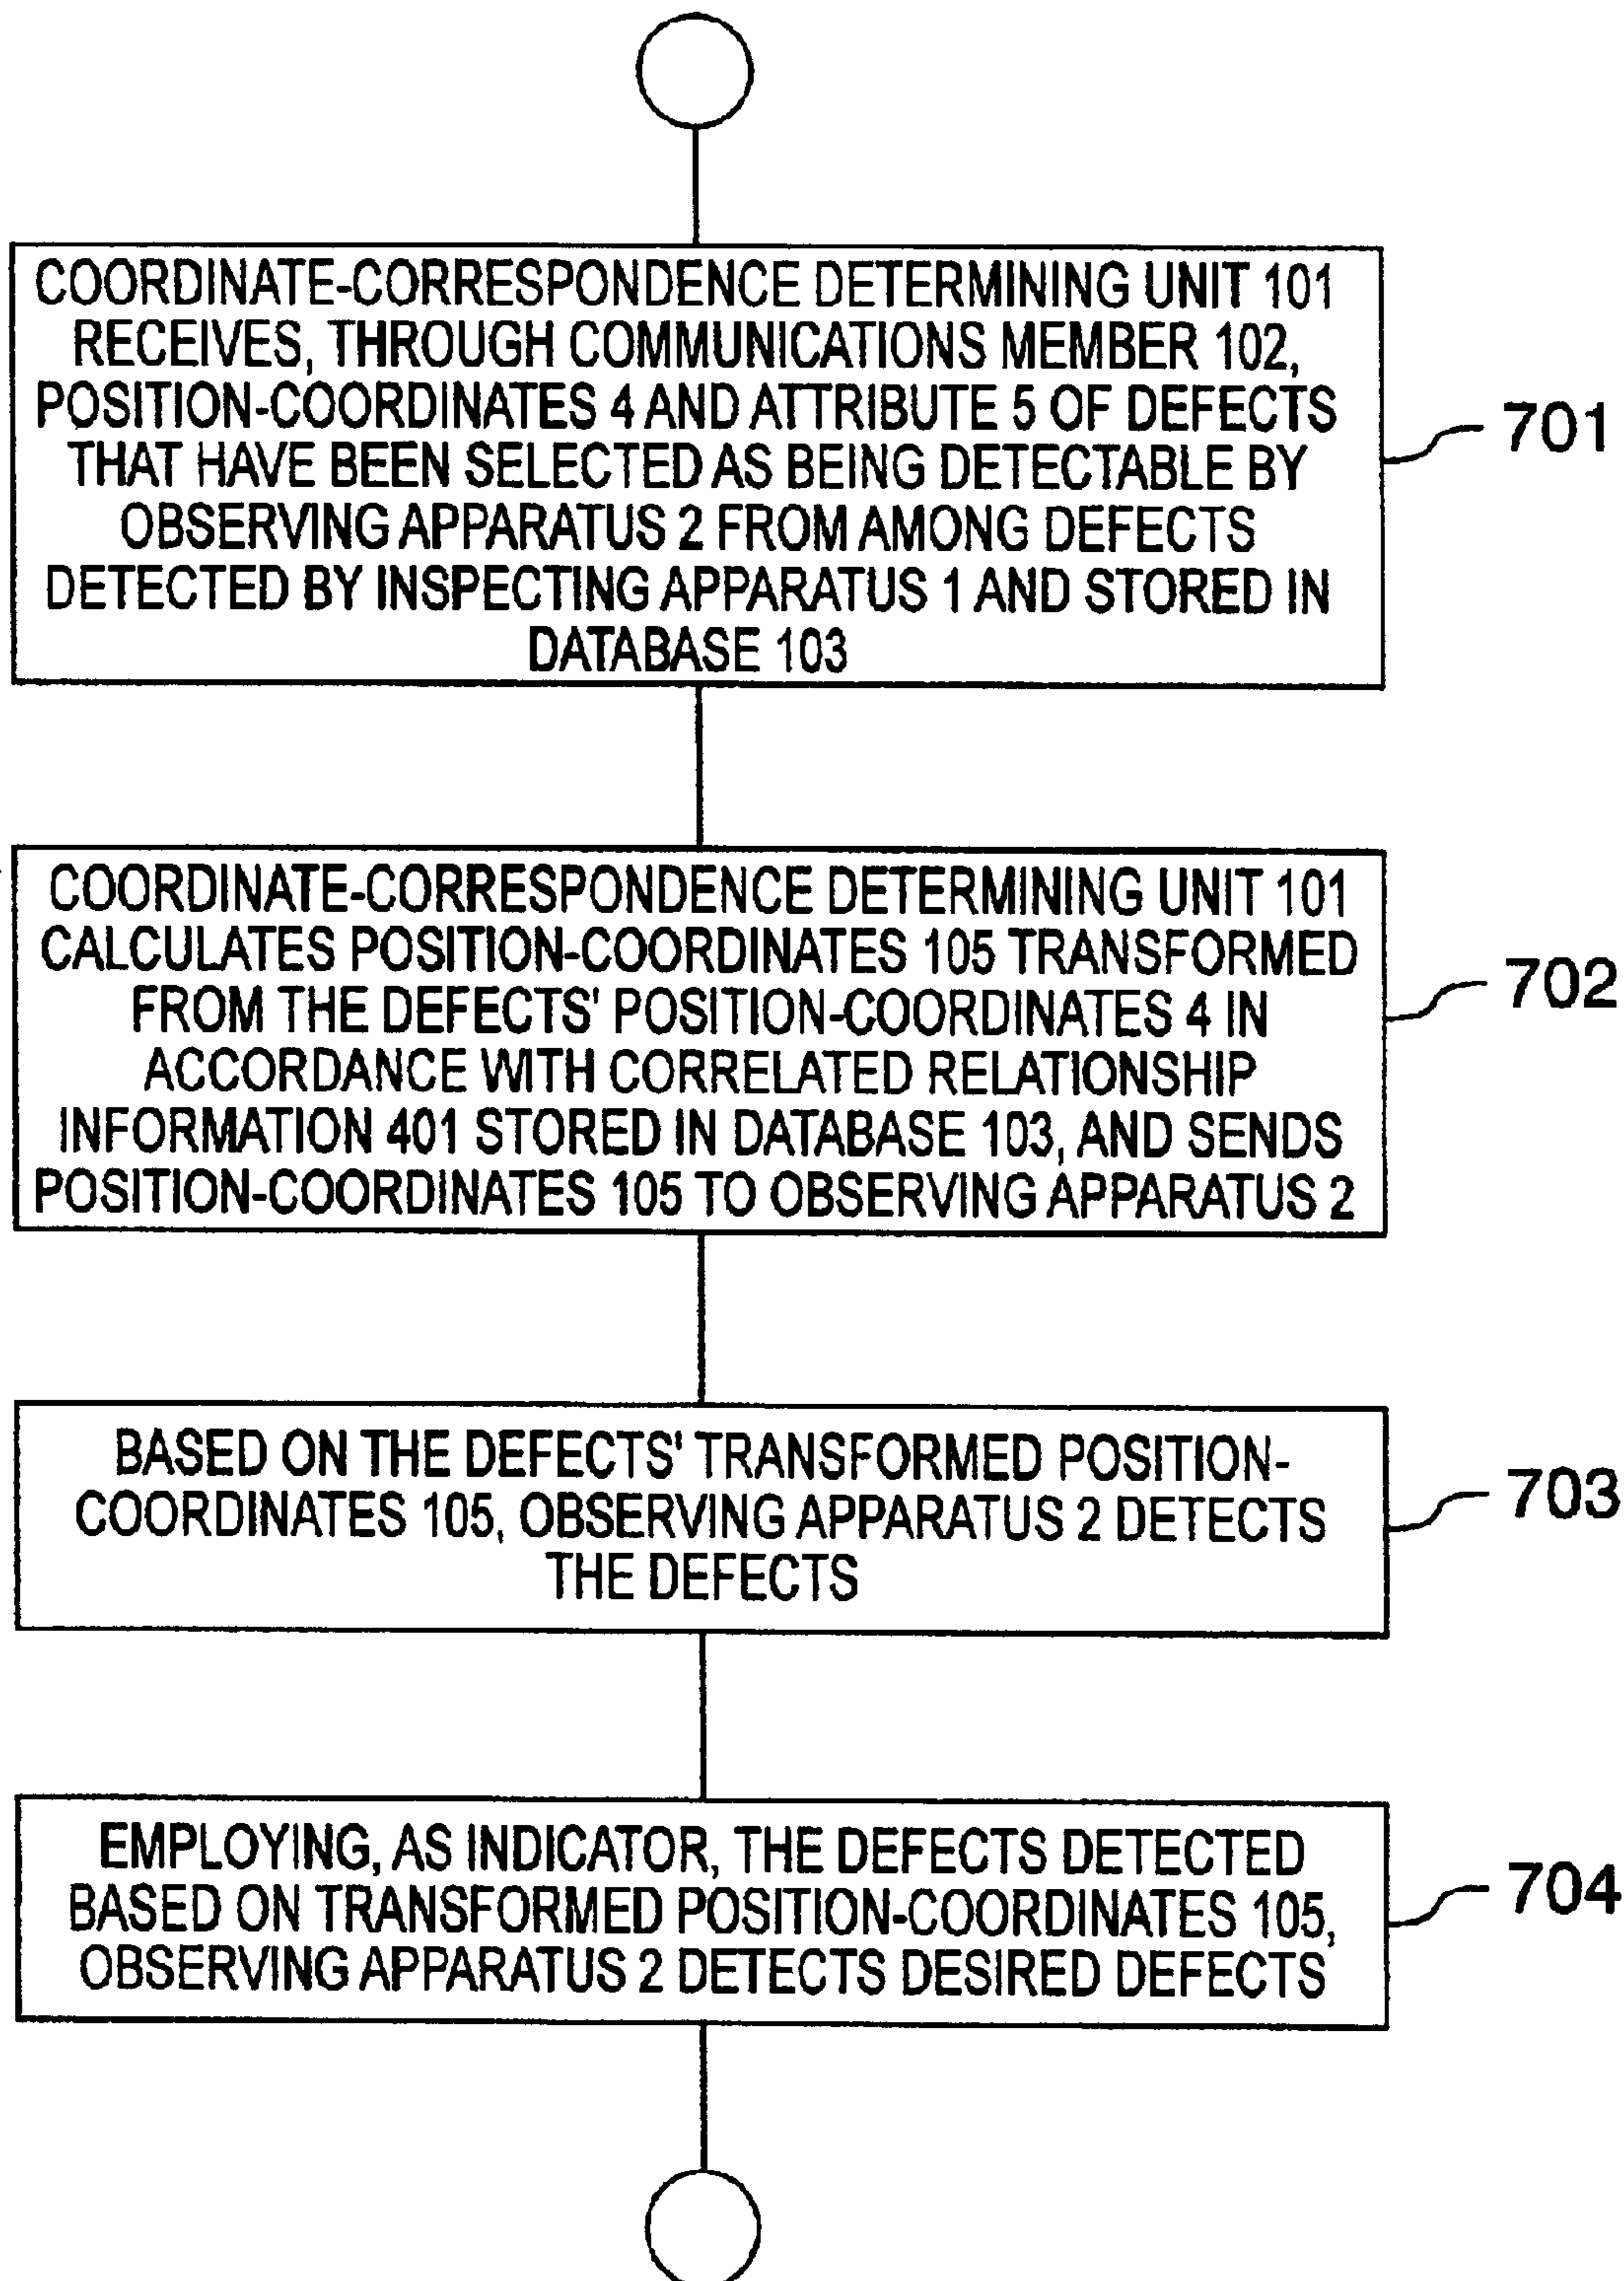 COORDINATE-CORRESPONDENCE DETERMINING UNIT 101
RECEIVES, THROUGH COMMUNICATIONS MEMBER 102,
POSITION-COORDINATES 4 AND ATTRIBUTE 5 OF DEFECTS
THAT HAVE BEEN SELECTED AS BEING DETECTABLE BY
OBSERVING APPARATUS 2 FROM AMONG DEFECTS
DETECTED BY INSPECTING APPARATUS 1 AND STORED IN
DATABASE 103
701
COORDINATE-CORRESPONDENCE DETERMINING UNIT 101
CALCULATES POSITION-COORDINATES 105 TRANSFORMED
FROM THE DEFECTS' POSITION-COORDINATES 4 IN
ACCORDANCE WITH CORRELATED RELATIONSHIP
INFORMATION 401 STORED IN DATABASE 103, AND SENDS
POSITION-COORDINATES 105 TO OBSERVING APPARATUS 2
702
BASED ON THE DEFECTS' TRANSFORMED POSITION-
COORDINATES 105, OBSERVING APPARATUS 2 DETECTS
THE DEFECTS
703
EMPLOYING, AS INDICATOR, THE DEFECTS DETECTED
BASED ON TRANSFORMED POSITION-COORDINATES 105,
OBSERVING APPARATUS 2 DETECTS DESIRED DEFECTS
704